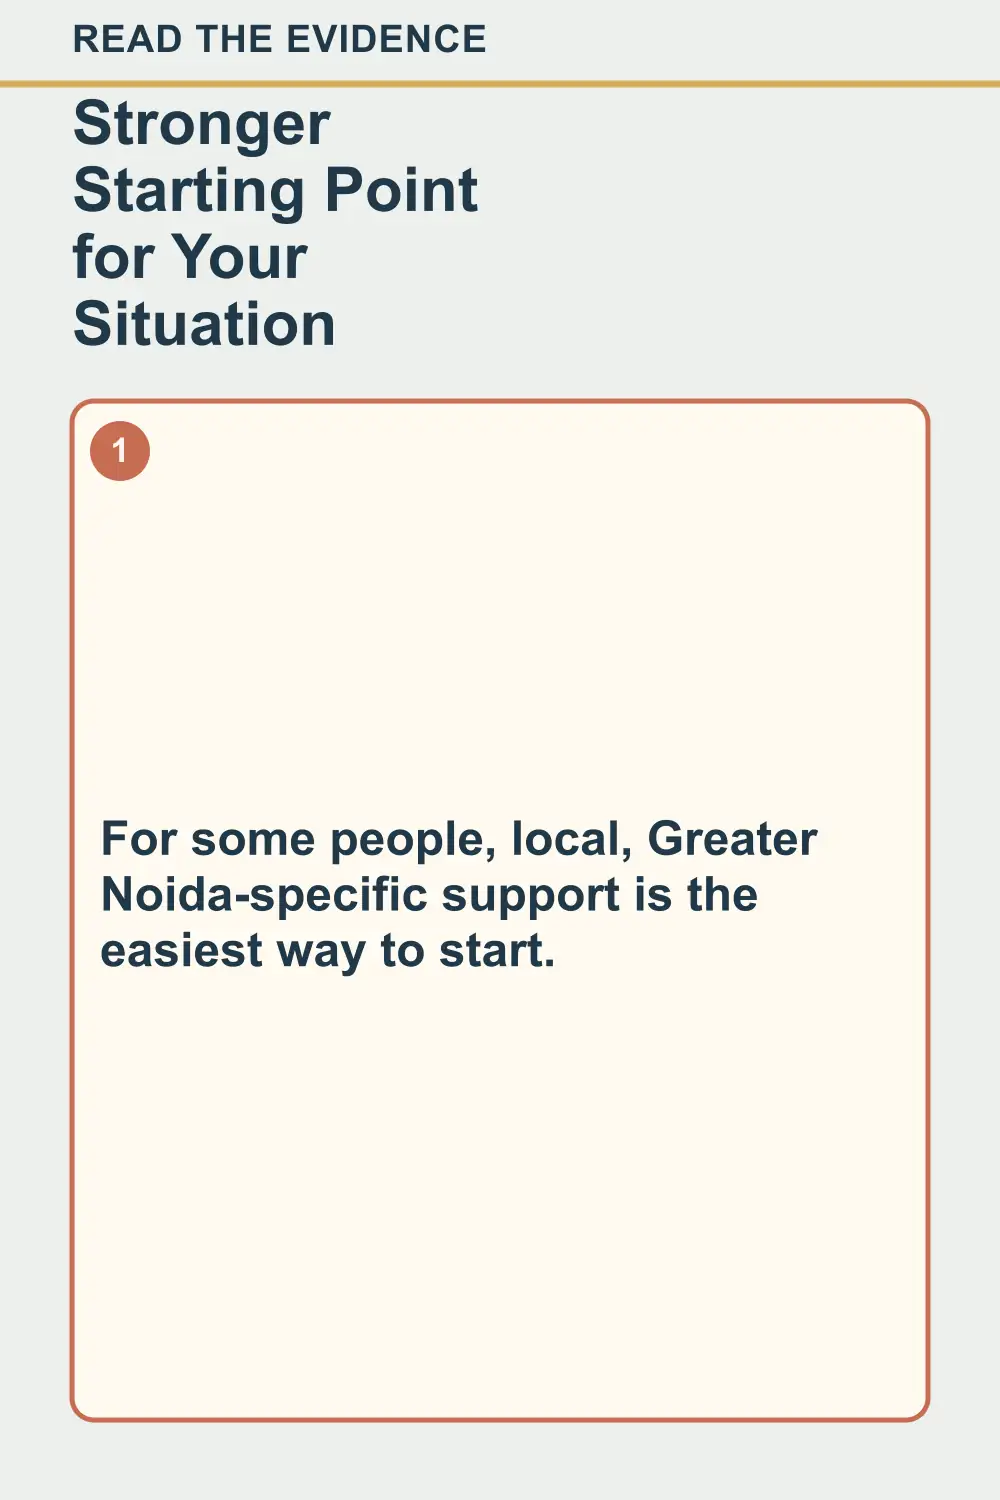 READ THE EVIDENCE
Stronger
Starting Point
for Your
Situation
1
For some people, local, Greater
Noida-specific support is the
easiest way to start.